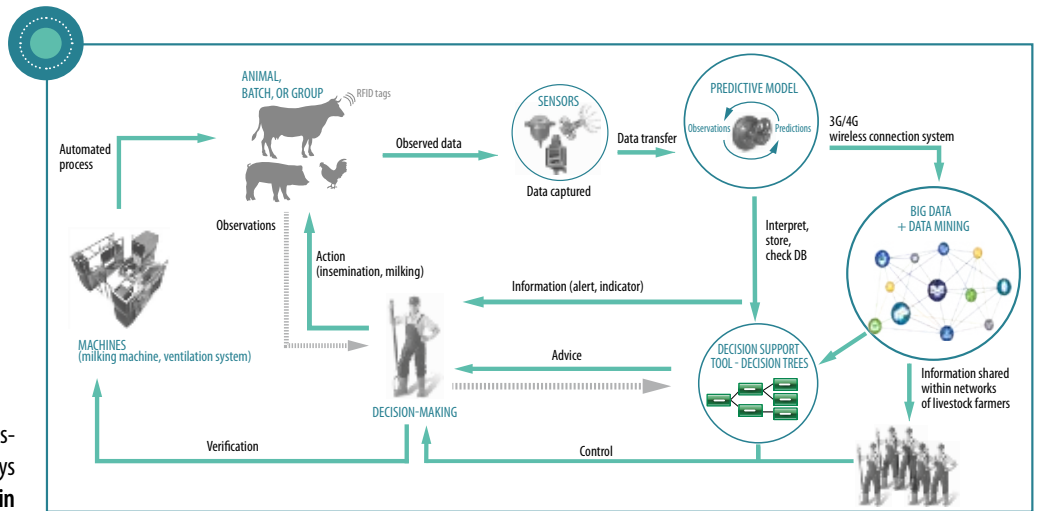 ANIMAL,
BATCH, OR GROUP
RFID tags
Automated
process
Observed data
SENSORS
Data captured
Data transfer
PREDICTIVE MODEL
Observations
Predictions
3G/4G
wireless connection system
BIG DATA
+ DATA MINING
Observations
Action
(insemination, milking)
Interpret,
store,
check DB
Information (alert, indicator)
MACHINES
(milking machine, ventilation system)
DECISION SUPPORT
TOOL - DECISION TREES
Advice
Information shared
within networks
of livestock farmers
DECISION-MAKING
Verification
Control
s-
ys
in